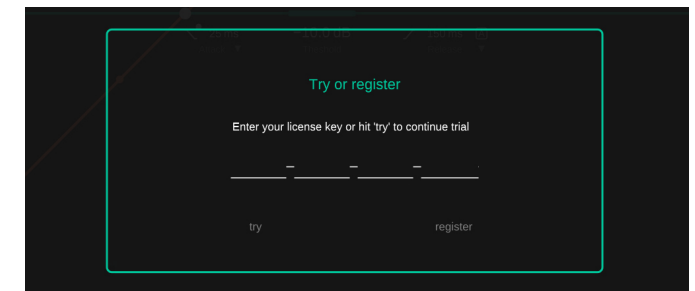 Try or register
Enter your license key or hit 'try' to continue trial
try register